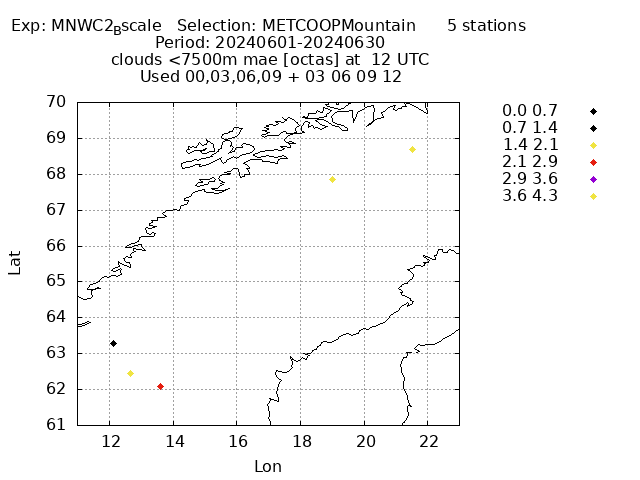 Exp: MNWC2Bscale   Selection: METCOOPMountain      5 stations
Period: 20240601-20240630
clouds <7500m mae [octas] at  12 UTC
Used 00,03,06,09 + 03 06 09 12
0.0 0.7
0.7 1.4
1.4 2.1
2.1 2.9
2.9 3.6
3.6 4.3
70
69
68
67
66
65
64
63
62
61
Lat
12 14 16 18 20 22
Lon